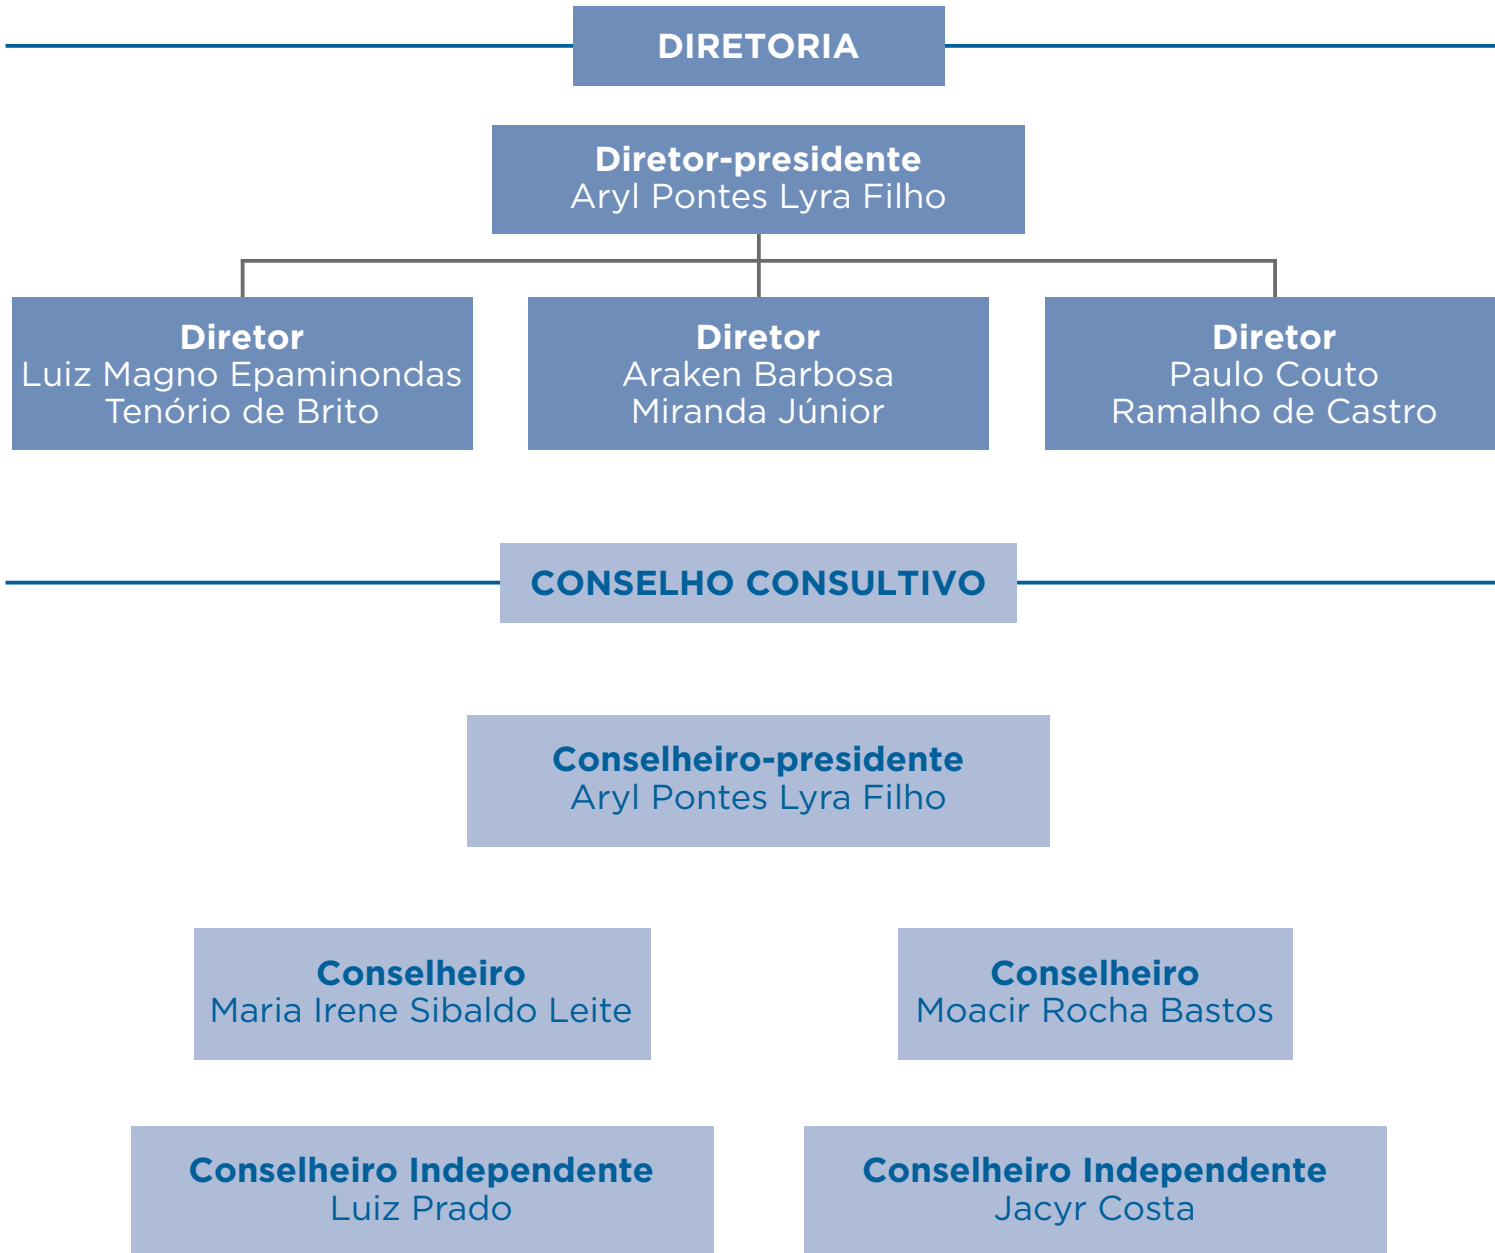 DIRETORIA
Diretor-presidente
Aryl Pontes Lyra Filho
Diretor
Luiz Magno Epaminondas
Tenório de Brito
Diretor
Araken Barbosa
Miranda Júnior
Diretor
Paulo Couto
Ramalho de Castro
CONSELHO CONSULTIVO
Conselheiro-presidente
Aryl Pontes Lyra Filho
Conselheiro
Maria Irene Sibaldo Leite
Conselheiro
Moacir Rocha Bastos
Conselheiro Independente
Luiz Prado
Conselheiro Independente
Jacyr Costa